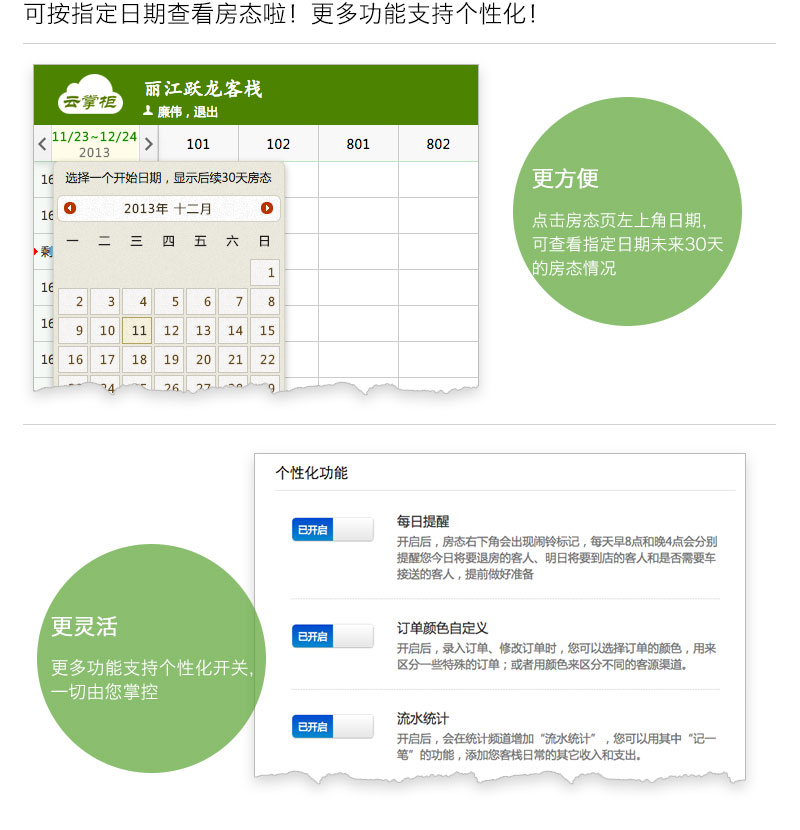 可按指定日期查看房态啦！更多功能支持个性化！
云掌柜
丽江跃龙客栈
廉伟，退出
11/23~12/24
2013
101 102 801 802
选择一个开始日期，显示后续30天房态
2013年 十二月
一 二 三 四 五 六 日
16
1
2 3 4 5 6 7 8
16
剩
9 10 11 12 13 14 15
16
16 17 18 19 20 21 22
16
26 27
更方便
点击房态页左上角日期,
可查看指定日期未来30天
的房态情况
个性化功能
已开启
每日提醒
开启后，房态右下角会出现闹铃标记，每天早8点和晚4点会分别
提醒您今日将要退房的客人、明日将要到店的客人和是否需要车
接送的客人，提前做好准备
已开启
订单颜色自定义
开启后，录入订单、修改订单时，您可以选择订单的颜色，用来
区分一些特殊的订单；或者用颜色来区分不同的客源渠道。
已开启
流水统计
开启后，会在统计频道增加“流水统计”，您可以用其中“记一
笔”的功能，添加您客栈日常的其它收入和支出。
更灵活
更多功能支持个性化开关,
一切由您掌控